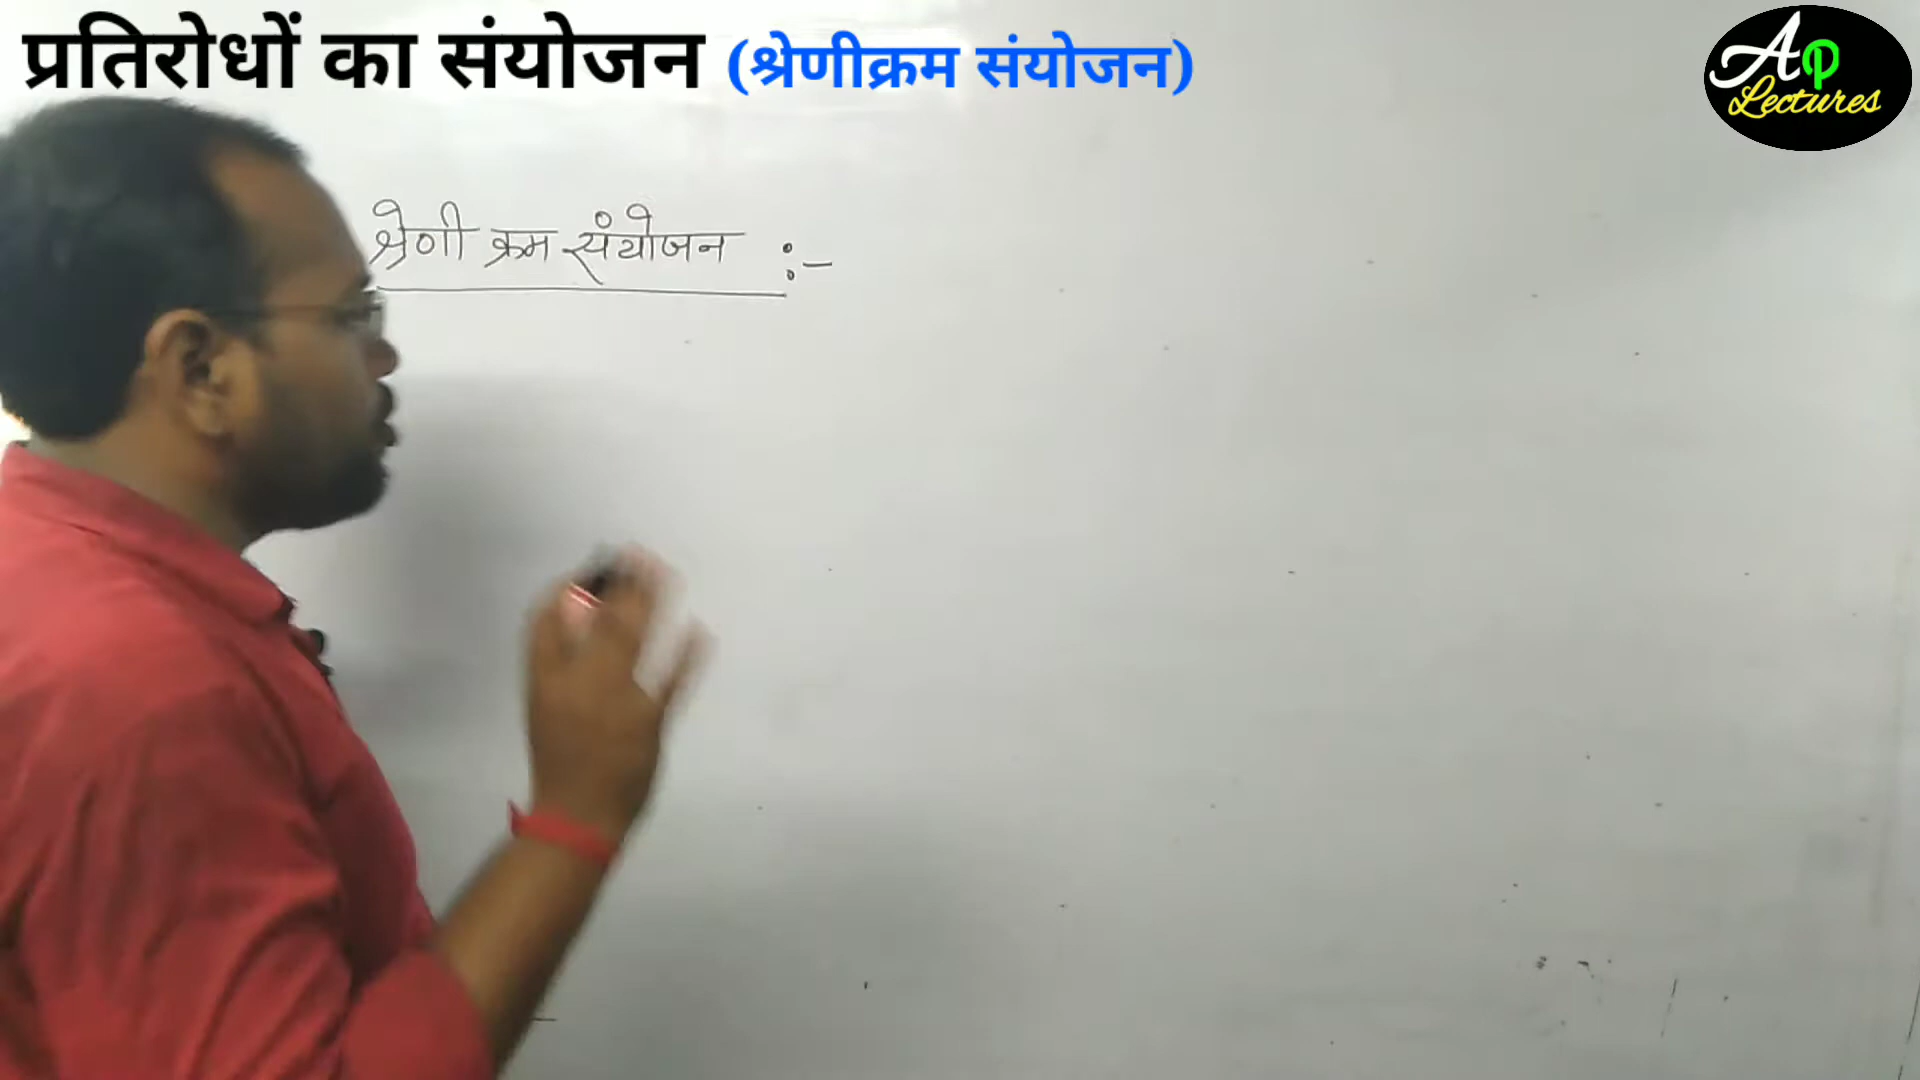 प्रतिरोधों का संयोजन (श्रेणीक्रम संयोजन)
Ap
Lectures
श्रेणी क्रम संयोजन :-